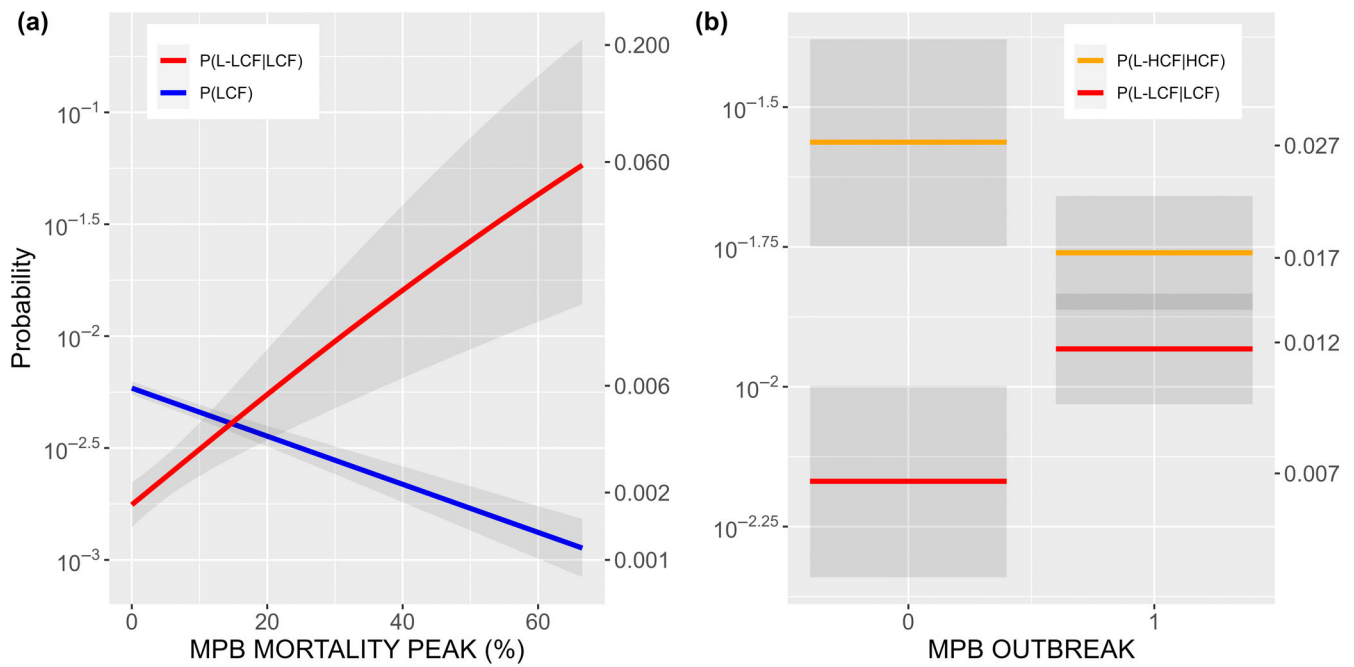 (a)
P(L-LCF|LCF)
P(LCF)
Probability
10⁻¹
10⁻¹·⁵
10⁻²
10⁻²·⁵
10⁻³
0.200
0.060
0.006
0.002
0.001
0 20 40 60
MPB MORTALITY PEAK (%)
(b)
P(L-HCF|HCF)
P(L-LCF|LCF)
10⁻¹·⁵
10⁻¹·⁷⁵
10⁻²
10⁻²·²⁵
0.027
0.017
0.012
0.007
0 1
MPB OUTBREAK